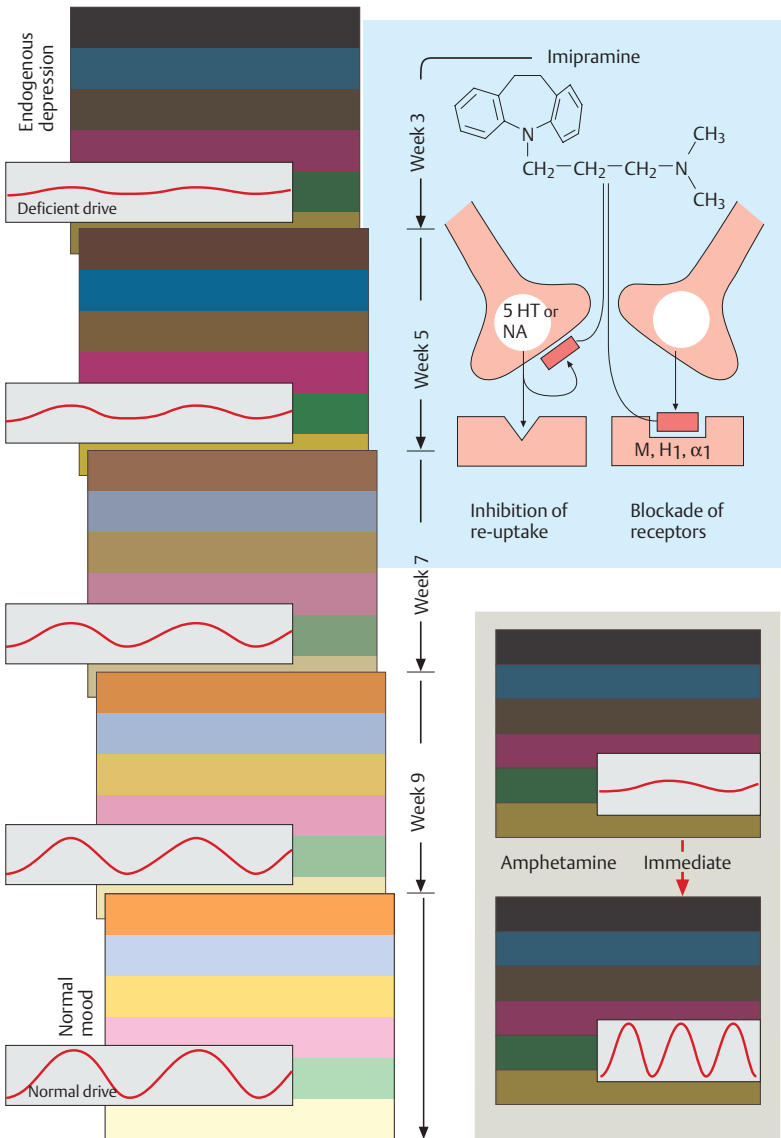 Endogenous
depression
Deficient drive
Imipramine
Week 3
N
CH₂ — CH₂ — CH₂ — N
CH₃
CH₃
5 HT or
NA
M, H₁, α₁
Inhibition of
re-uptake
Blockade of
receptors
Week 5
Week 7
Week 9
Amphetamine
Immediate
Normal
mood
Normal drive